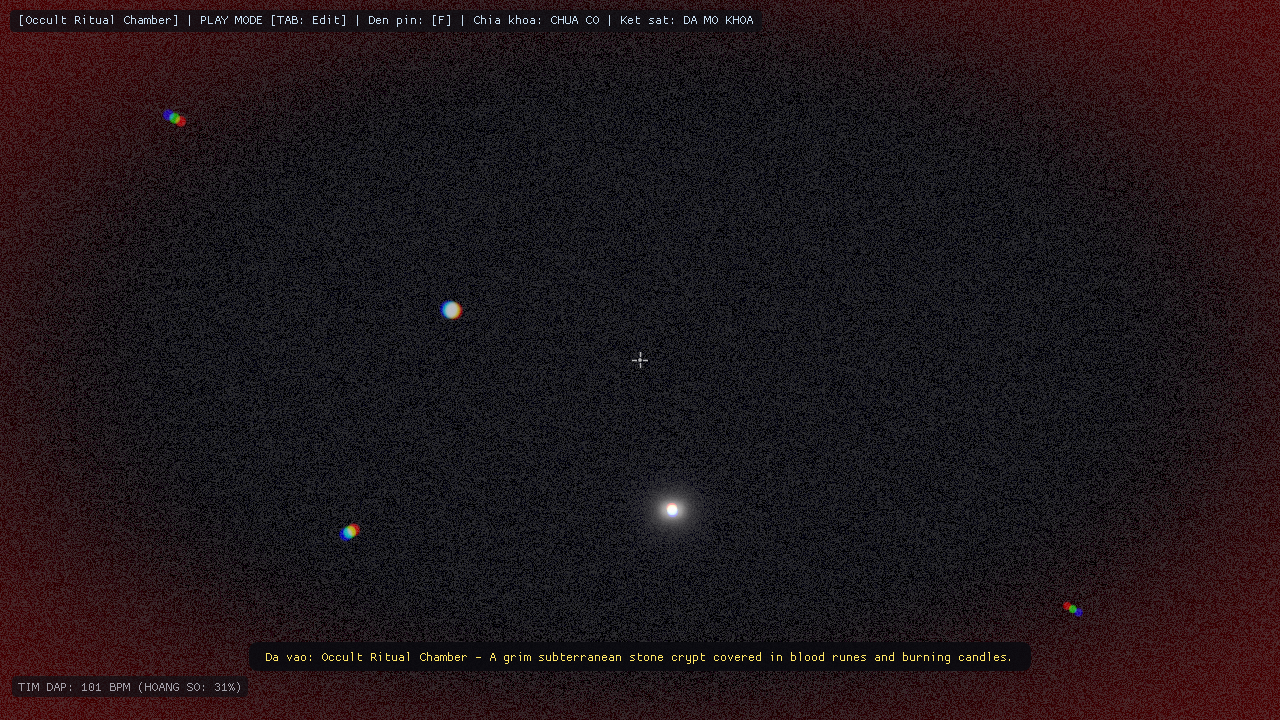 [Occult Ritual Chamber] | PLAY MODE [TAB: Edit] | Den pin: [F] | Chia khoa: CHUA CO | Ket sat: DA MO KHOA
Da vao: Occult Ritual Chamber - A grim subterranean stone crypt covered in blood runes and burning candles.
TIM DAP: 101 BPM (HOANG SO: 31%)